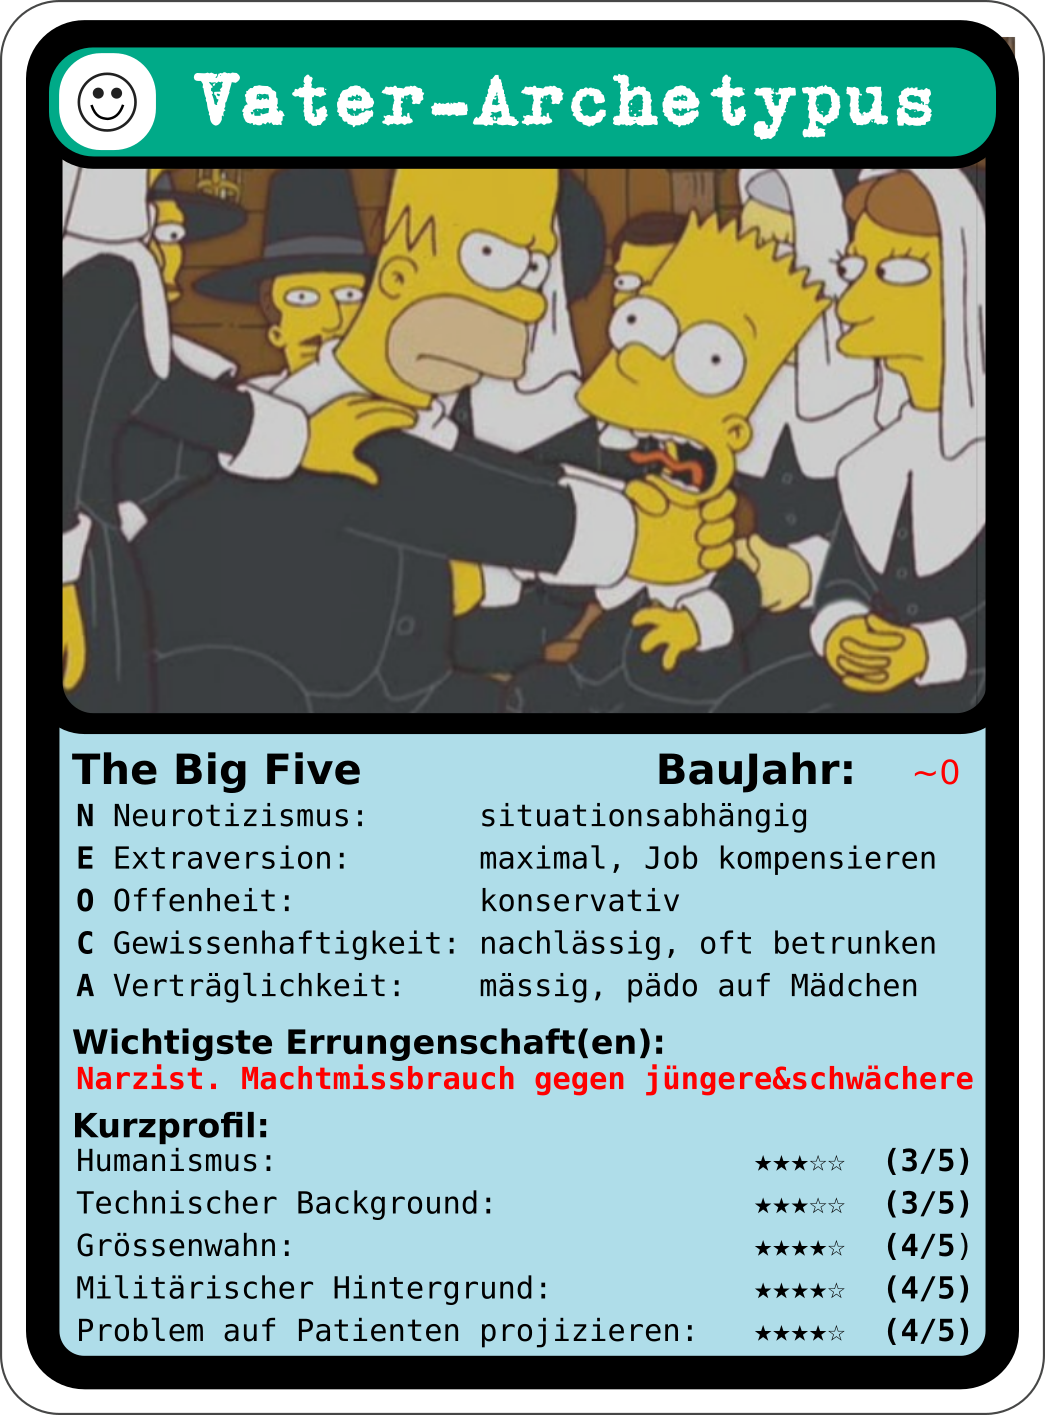 Vater-Archetypus
The Big Five BauJahr: ~0
N Neurotizismus: situationsabhängig
E Extraversion: maximal, Job kompensieren
O Offenheit: konservativ
C Gewissenhaftigkeit: nachlässig, oft betrunken
A Verträglichkeit: mässig, pädo auf Mädchen
Wichtigste Errungenschaft(en):
Narzist. Machtmissbrauch gegen jüngere&schwächere
Kurzprofil:
Humanismus: ★★★☆☆ (3/5)
Technischer Background: ★★★☆☆ (3/5)
Grössenwahn: ★★★★☆ (4/5)
Militärischer Hintergrund: ★★★★☆ (4/5)
Problem auf Patienten projizieren: ★★★★☆ (4/5)